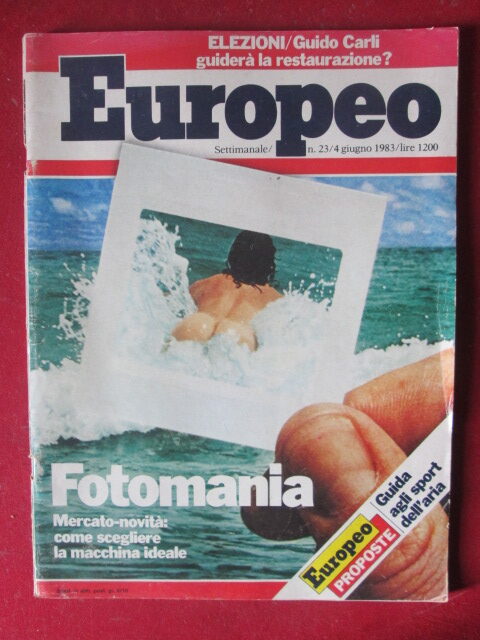 ELEZIONI/Guido Carli
guiderà la restaurazione?
Europeo
Settimanale/ n. 23/4 giugno 1983/lire 1200
Fotomania
Mercato-novità:
come scegliere
la macchina ideale
Europeo
PROPOSTE
Guida
agli sport
dell'aria